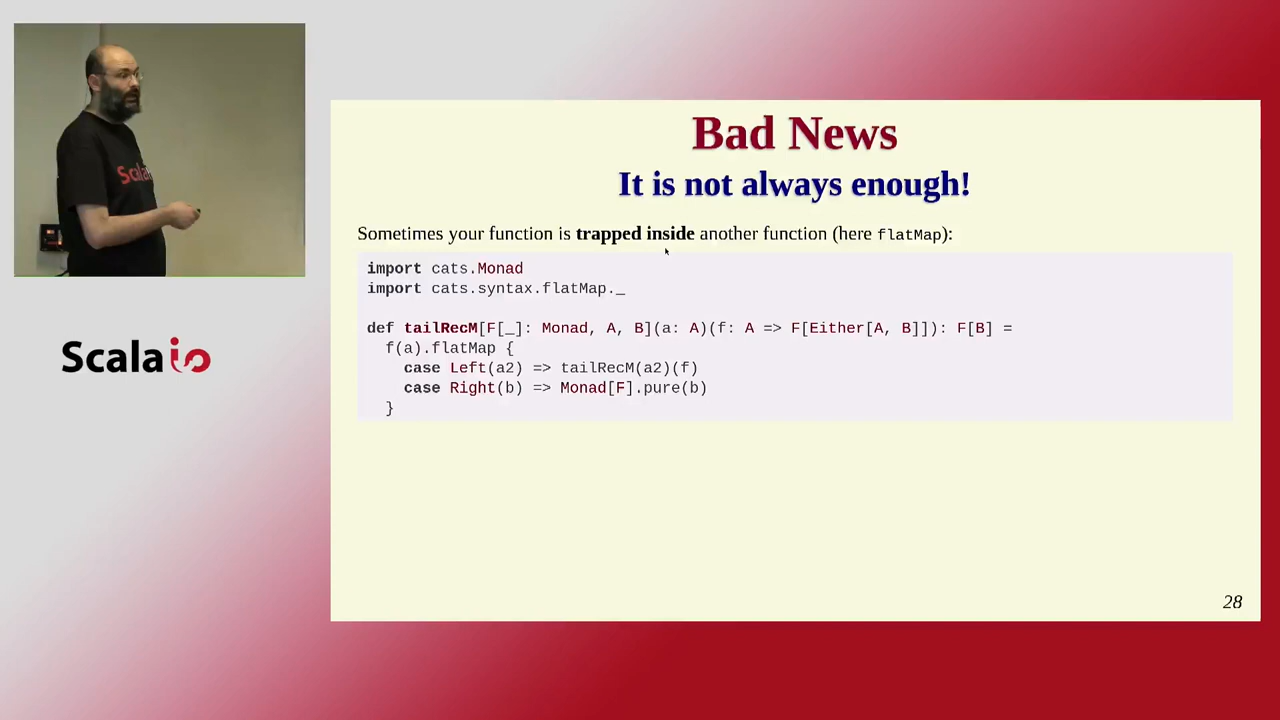 Bad News
It is not always enough!
Sometimes your function is trapped inside another function (here flatMap):
import cats.Monad
import cats.syntax.flatMap._
def tailRecM[F[_]: Monad, A, B](a: A)(f: A => F[Either[A, B]]): F[B] =
f(a).flatMap {
case Left(a2) => tailRecM(a2)(f)
case Right(b) => Monad[F].pure(b)
}
28
Scala
Scalaio